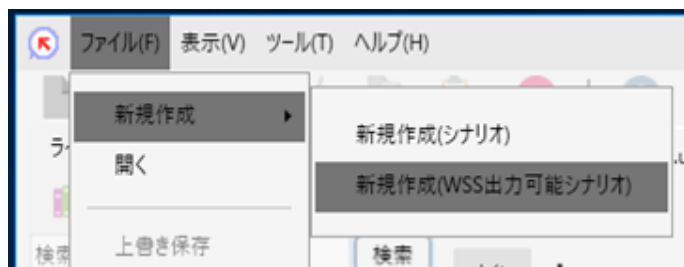 ファイル(F) 表示(V) ツール(T) ヘルプ(H)
新規作成
新規作成(シナリオ)
開く
新規作成(WSS出力可能シナリオ)
上書き保存
検索
検索